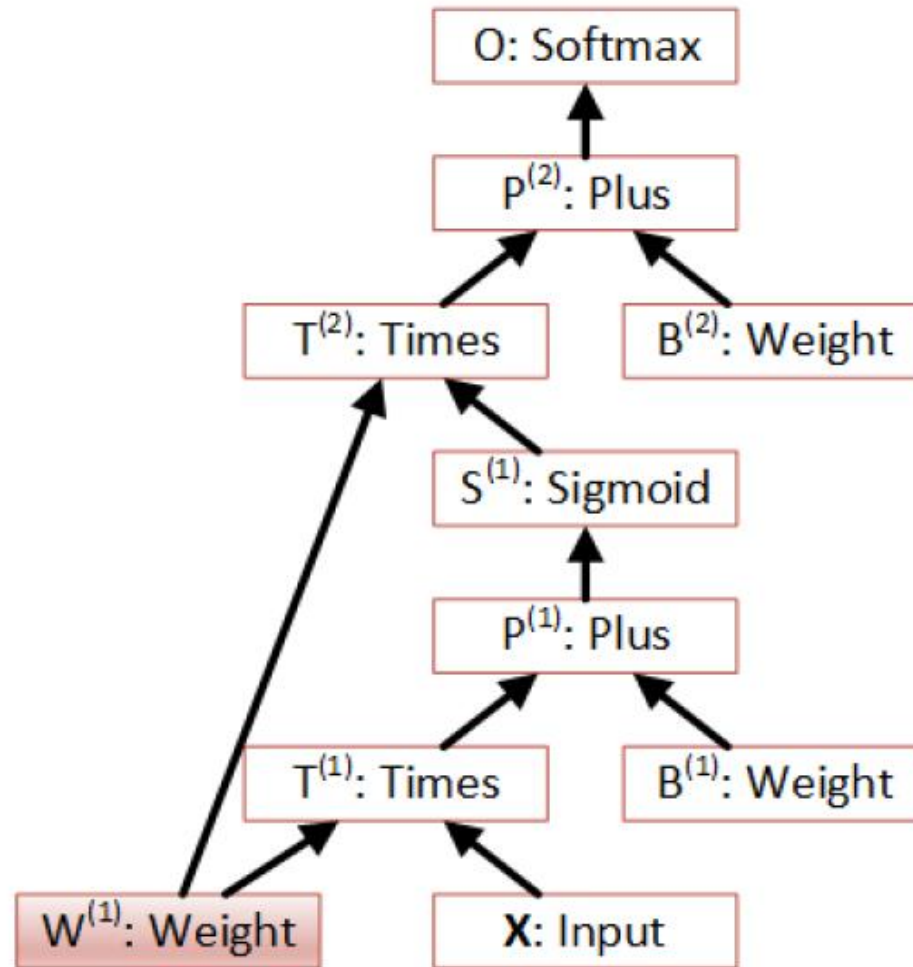 O: Softmax
P(2): Plus
T(2): Times
B(2): Weight
S(1): Sigmoid
P(1): Plus
T(1): Times
B(1): Weight
W(1): Weight
X: Input